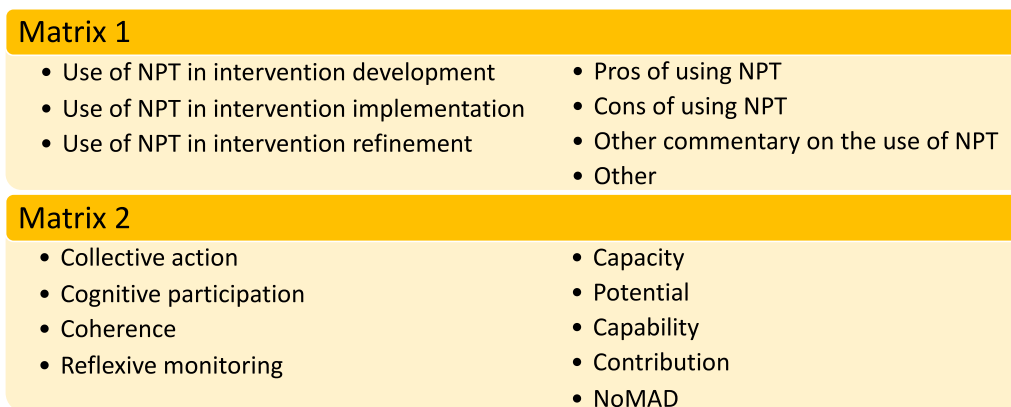 Matrix 1
• Use of NPT in intervention development
• Use of NPT in intervention implementation
• Use of NPT in intervention refinement
• Pros of using NPT
• Cons of using NPT
• Other commentary on the use of NPT
• Other
Matrix 2
• Collective action
• Cognitive participation
• Coherence
• Reflexive monitoring
• Capacity
• Potential
• Capability
• Contribution
• NoMAD